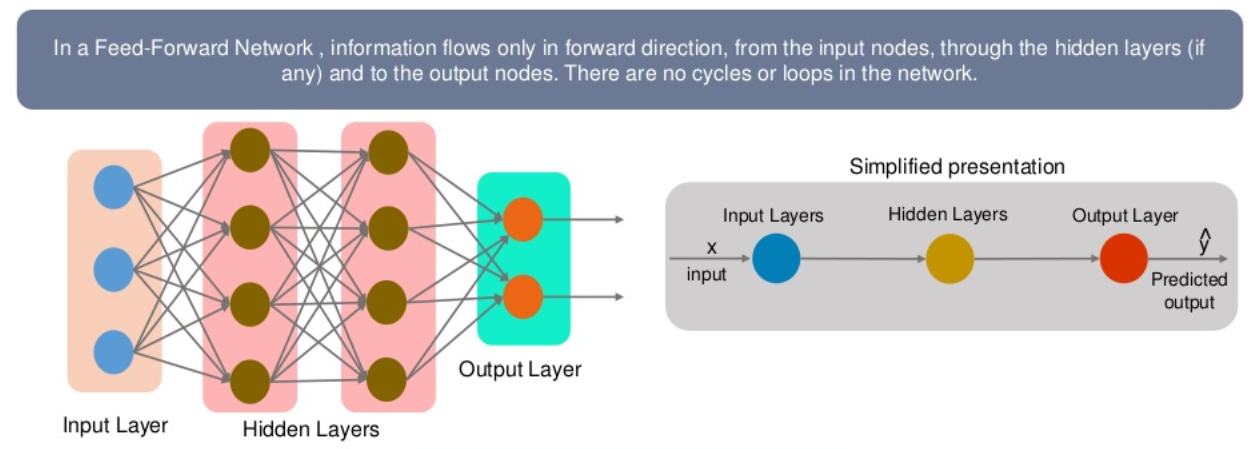 In a Feed-Forward Network , information flows only in forward direction, from the input nodes, through the hidden layers (if
any) and to the output nodes. There are no cycles or loops in the network.
Input Layer
Hidden Layers
Output Layer
Simplified presentation
Input Layers
Hidden Layers
Output Layer
x
input
ŷ
Predicted
output